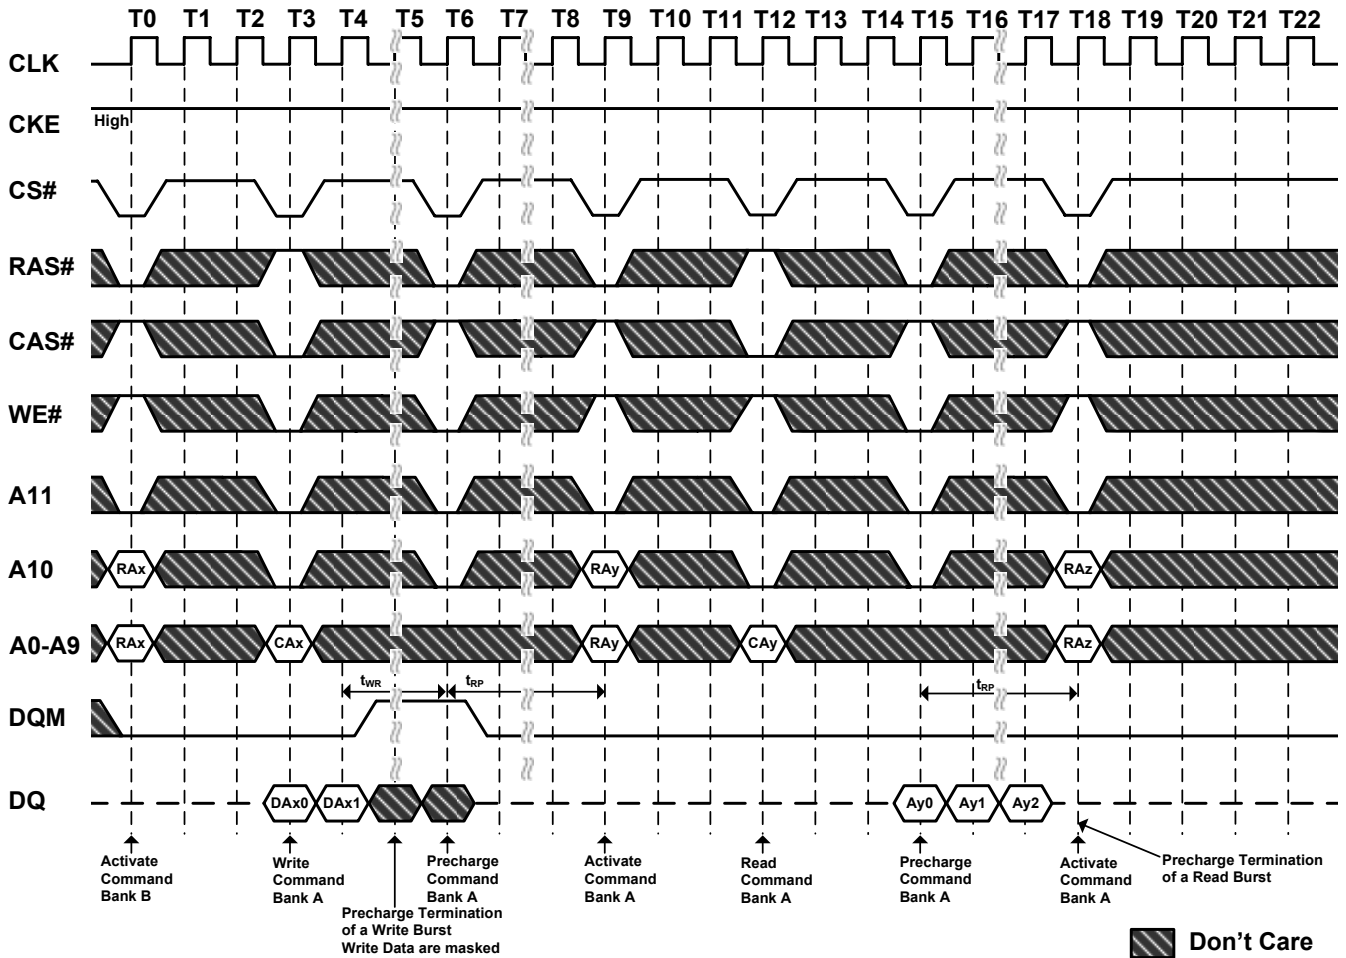 T0 T1 T2 T3 T4 T5 T6 T7 T8 T9 T10 T11 T12 T13 T14 T15 T16 T17 T18 T19 T20 T21 T22
CLK
CKE High
CS#
RAS#
CAS#
WE#
A11
A10 RAx RAy RAz
A0-A9 RAx CAx RAy CAy RAz
tWR tRP tRP
DQM
DQ DAx0 DAx1 Ay0 Ay1 Ay2
Activate
Command
Bank B
Write
Command
Bank A
Precharge Termination
of a Write Burst
Write Data are masked
Precharge
Command
Bank A
Activate
Command
Bank A
Read
Command
Bank A
Precharge
Command
Bank A
Activate
Command
Bank A
Precharge Termination
of a Read Burst
Don't Care